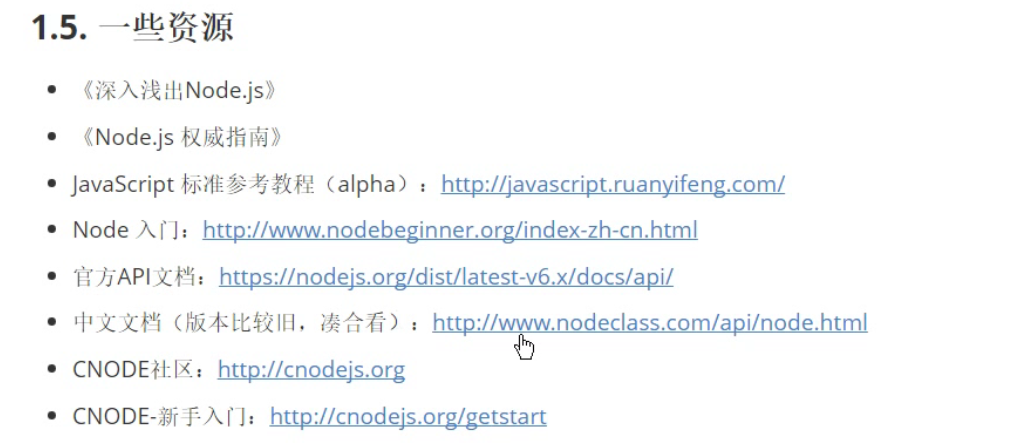 1.5. 一些资源
《深入浅出Node.js》
《Node.js 权威指南》
JavaScript 标准参考教程（alpha）：http://javascript.ruanyifeng.com/
Node 入门：http://www.nodebeginner.org/index-zh-cn.html
官方API文档：https://nodejs.org/dist/latest-v6.x/docs/api/
中文文档（版本比较旧，凑合看）：http://www.nodeclass.com/api/node.html
CNODE社区：http://cnodejs.org
CNODE-新手入门：http://cnodejs.org/getstart